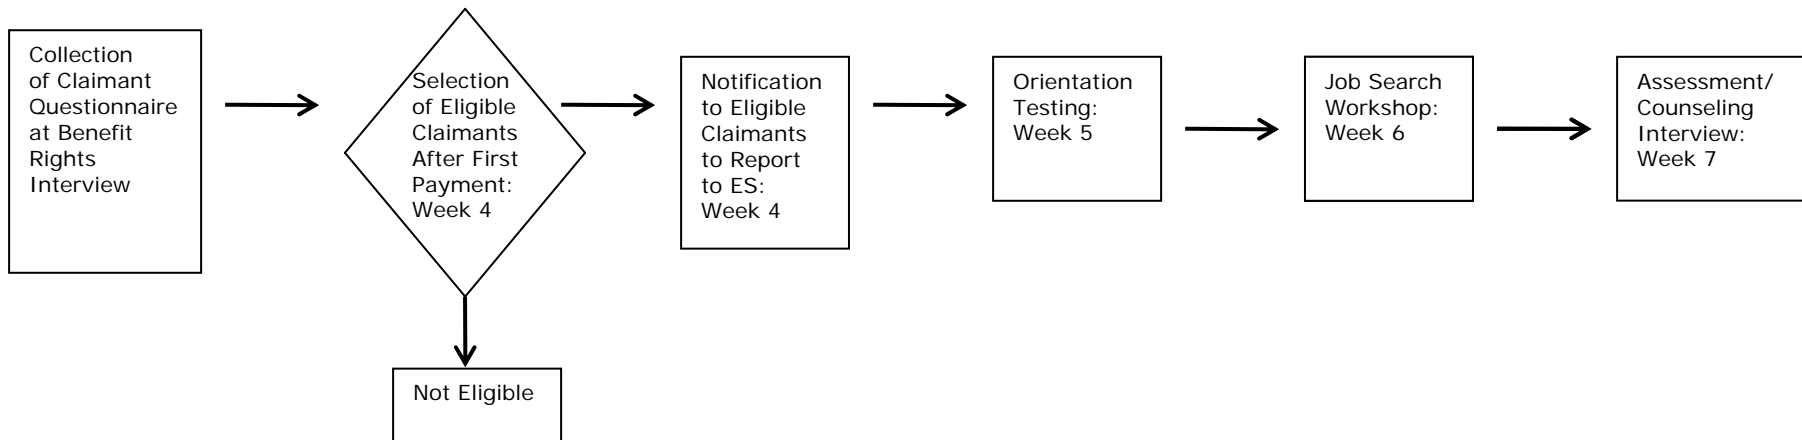 Collection
of Claimant
Questionnaire
at Benefit
Rights
Interview
Selection
of Eligible
Claimants
After First
Payment:
Week 4
Not Eligible
Notification
to Eligible
Claimants
to Report
to ES:
Week 4
Orientation
Testing:
Week 5
Job Search
Workshop:
Week 6
Assessment/
Counseling
Interview:
Week 7